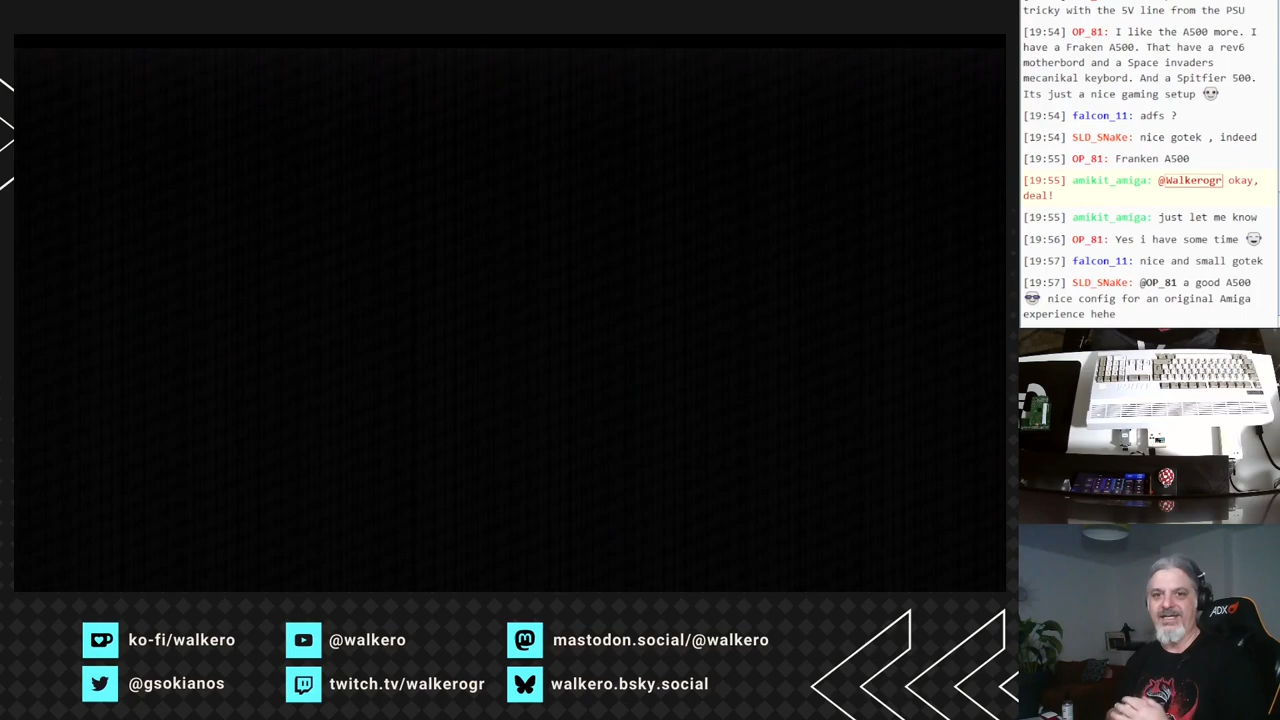 tricky with the 5V line from the PSU
[19:54] OP_81: I like the A500 more. I
have a Fraken A500. That have a rev6
motherbord and a Space invaders
mecanikal keybord. And a Spitfier 500.
Its just a nice gaming setup
[19:54] falcon_11: adfs ?
[19:54] SLD_SNaKe: nice gotek , indeed
[19:55] OP_81: Franken A500
[19:55] amikit_amiga: @Walkerogr okay,
deal!
[19:55] amikit_amiga: just let me know
[19:56] OP_81: Yes i have some time
[19:57] falcon_11: nice and small gotek
[19:57] SLD_SNaKe: @OP_81 a good A500
nice config for an original Amiga
experience hehe
ADX
ko-fi/walkero
@walkero
mastodon.social/@walkero
@gsokianos
twitch.tv/walkerogr
walkero.bsky.social